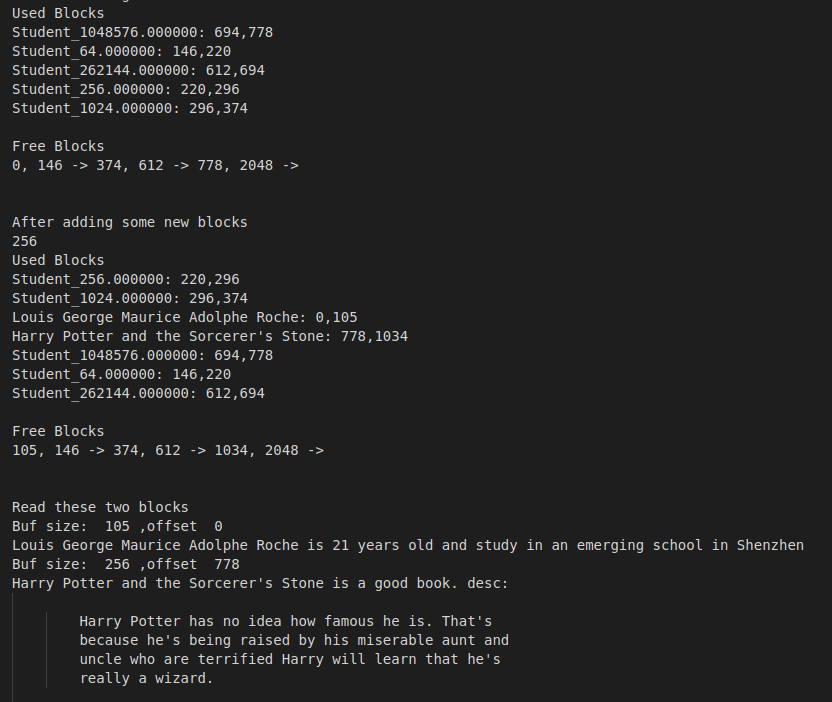 Used Blocks
Student_1048576.000000: 694,778
Student_64.000000: 146,220
Student_262144.000000: 612,694
Student_256.000000: 220,296
Student_1024.000000: 296,374
Free Blocks
0, 146 -> 374, 612 -> 778, 2048 ->
After adding some new blocks
256
Used Blocks
Student_256.000000: 220,296
Student_1024.000000: 296,374
Louis George Maurice Adolphe Roche: 0,105
Harry Potter and the Sorcerer's Stone: 778,1034
Student_1048576.000000: 694,778
Student_64.000000: 146,220
Student_262144.000000: 612,694
Free Blocks
105, 146 -> 374, 612 -> 1034, 2048 ->
Read these two blocks
Buf size:  105 ,offset  0
Louis George Maurice Adolphe Roche is 21 years old and study in an emerging school in Shenzhen
Buf size:  256 ,offset  778
Harry Potter and the Sorcerer's Stone is a good book. desc:
Harry Potter has no idea how famous he is. That's
because he's being raised by his miserable aunt and
uncle who are terrified Harry will learn that he's
really a wizard.